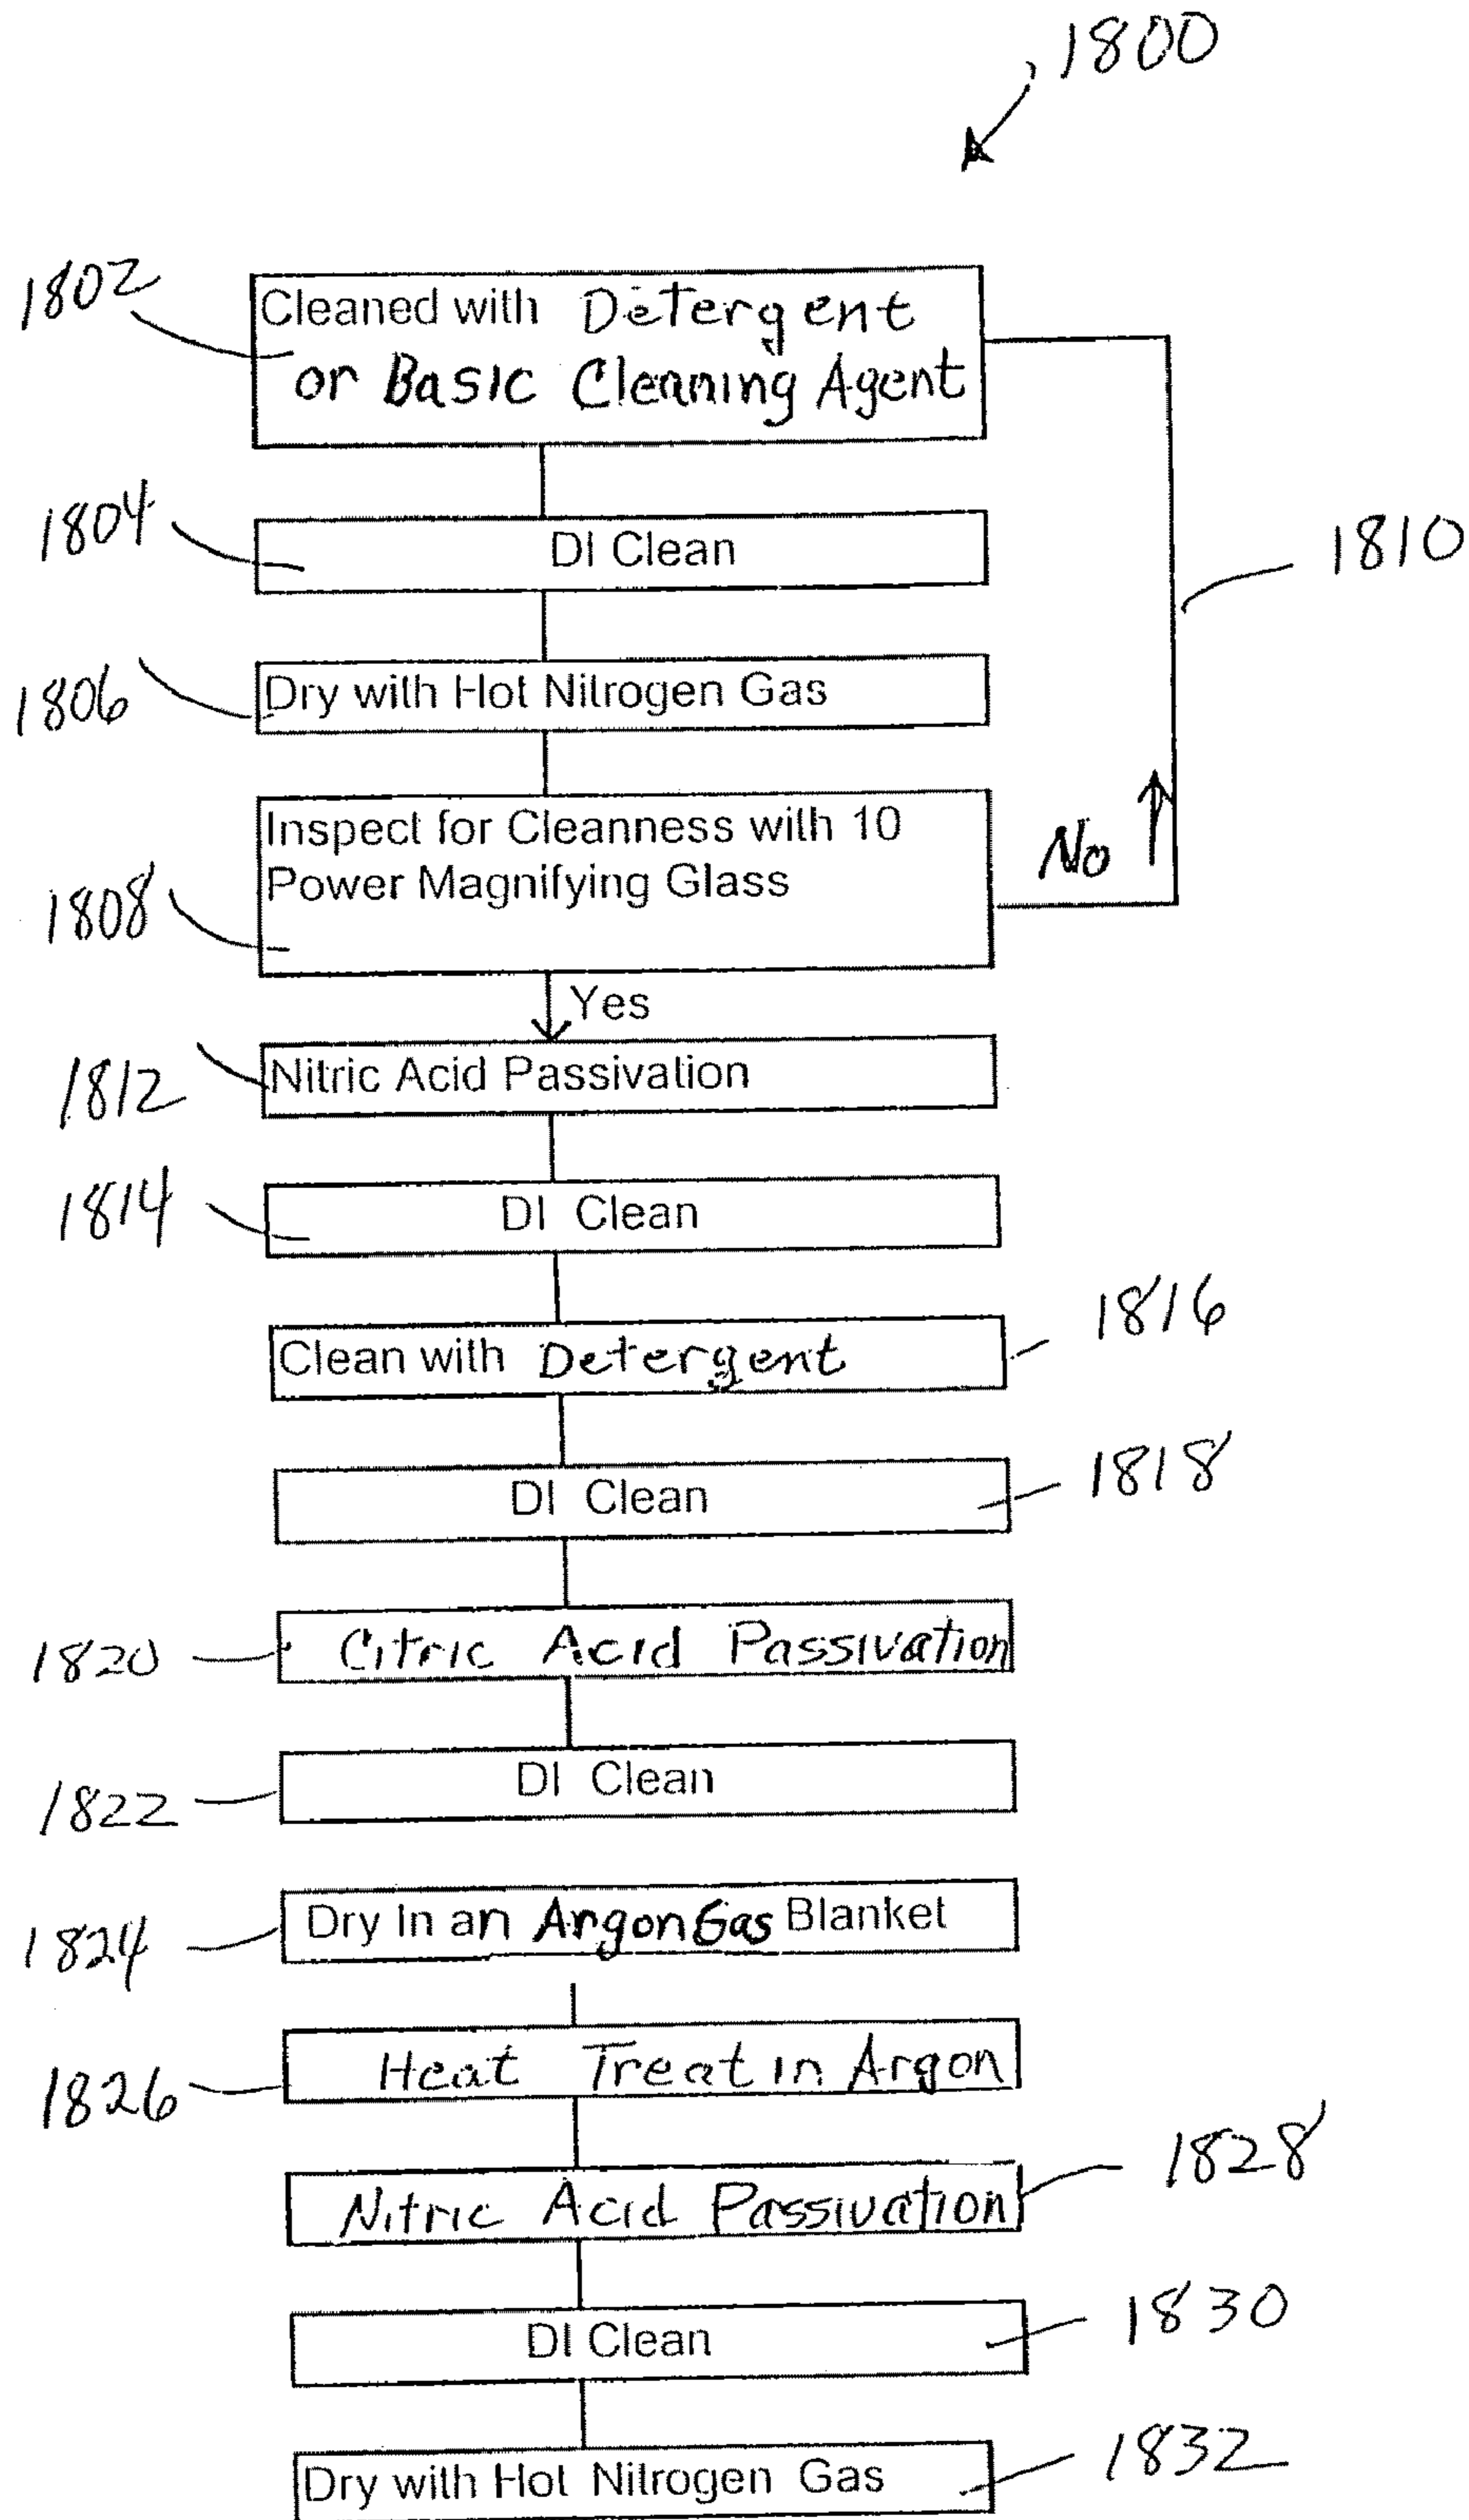 1800
1802
Cleaned with Detergent
or Basic Cleaning Agent
1804
DI Clean
1810
1806
Dry with Hot Nitrogen Gas
1808
Inspect for Cleanness with 10
Power Magnifying Glass
No
Yes
1812
Nitric Acid Passivation
1814
DI Clean
1816
Clean with Detergent
1818
DI Clean
1820
Citric Acid Passivation
1822
DI Clean
1824
Dry In an Argon Gas Blanket
1826
Heat Treat in Argon
1828
Nitric Acid Passivation
1830
DI Clean
1832
Dry with Hot Nitrogen Gas